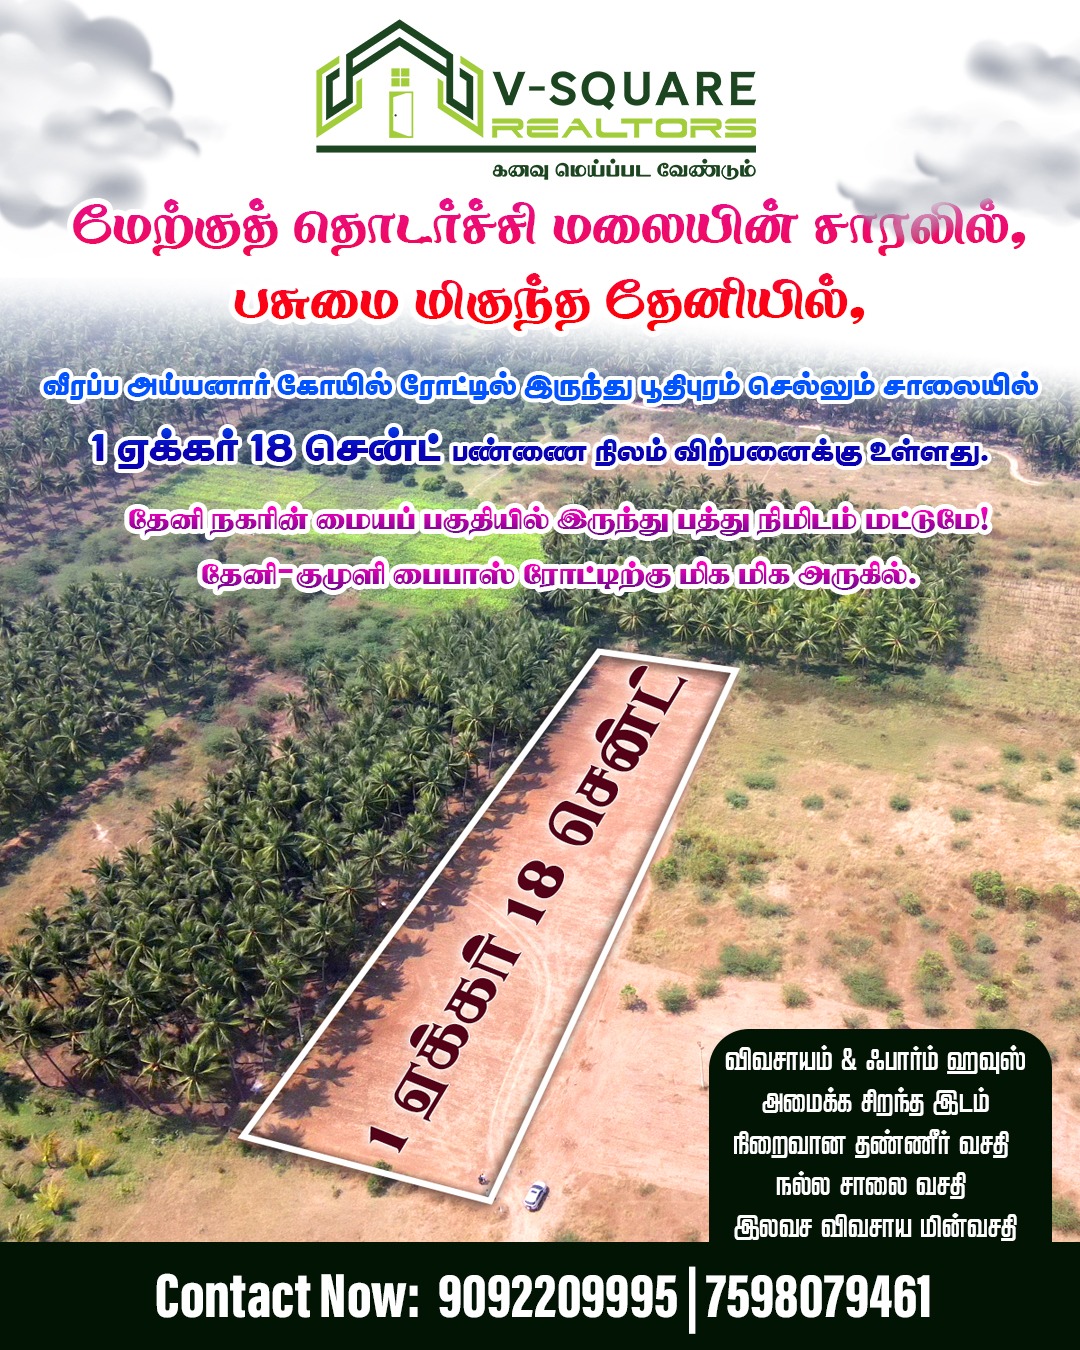 V-SQUARE
REALTORS
கனவு மெய்ப்பட வேண்டும்
மேற்குத் தொடர்ச்சி மலையின் சாரலில்,
பசுமை மிகுந்த தேனியில்,
வீரப்ப அய்யனார் கோயில் ரோட்டில் இருந்து பூதிபுரம் செல்லும் சாலையில்
1 ஏக்கர் 18 சென்ட் பண்ணை நிலம் விற்பனைக்கு உள்ளது.
தேனி நகரின் மையப் பகுதியில் இருந்து பத்து நிமிடம் மட்டுமே!
தேனி-குமுளி பைபாஸ் ரோட்டிற்கு மிக மிக அருகில்.
1 ஏக்கர் 18 சென்ட்
விவசாயம் & ஃபார்ம் ஹவுஸ்
அமைக்க சிறந்த இடம்
நிறைவான தண்ணீர் வசதி
நல்ல சாலை வசதி
இலவச விவசாய மின்வசதி
Contact Now: 9092209995|7598079461